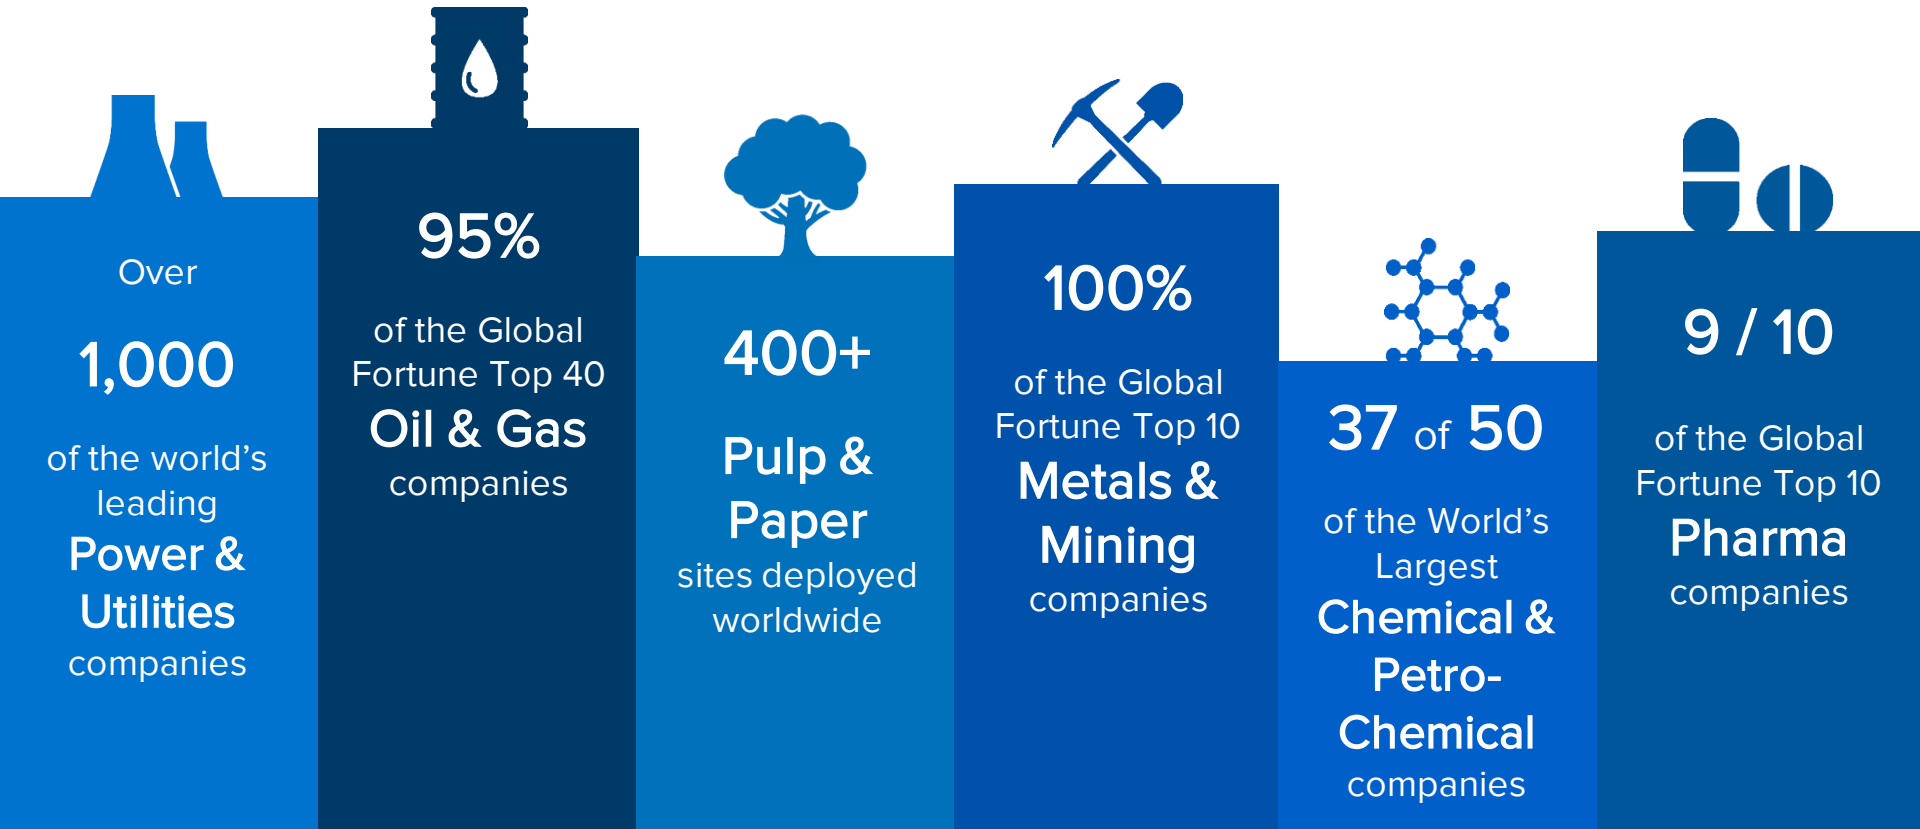 Over
1,000
of the world's
leading
Power &
Utilities
companies
95%
of the Global
Fortune Top 40
Oil & Gas
companies
400+
Pulp &
Paper
sites deployed
worldwide
100%
of the Global
Fortune Top 10
Metals &
Mining
companies
37 of 50
of the World's
Largest
Chemical &
Petro-
Chemical
companies
9 / 10
of the Global
Fortune Top 10
Pharma
companies